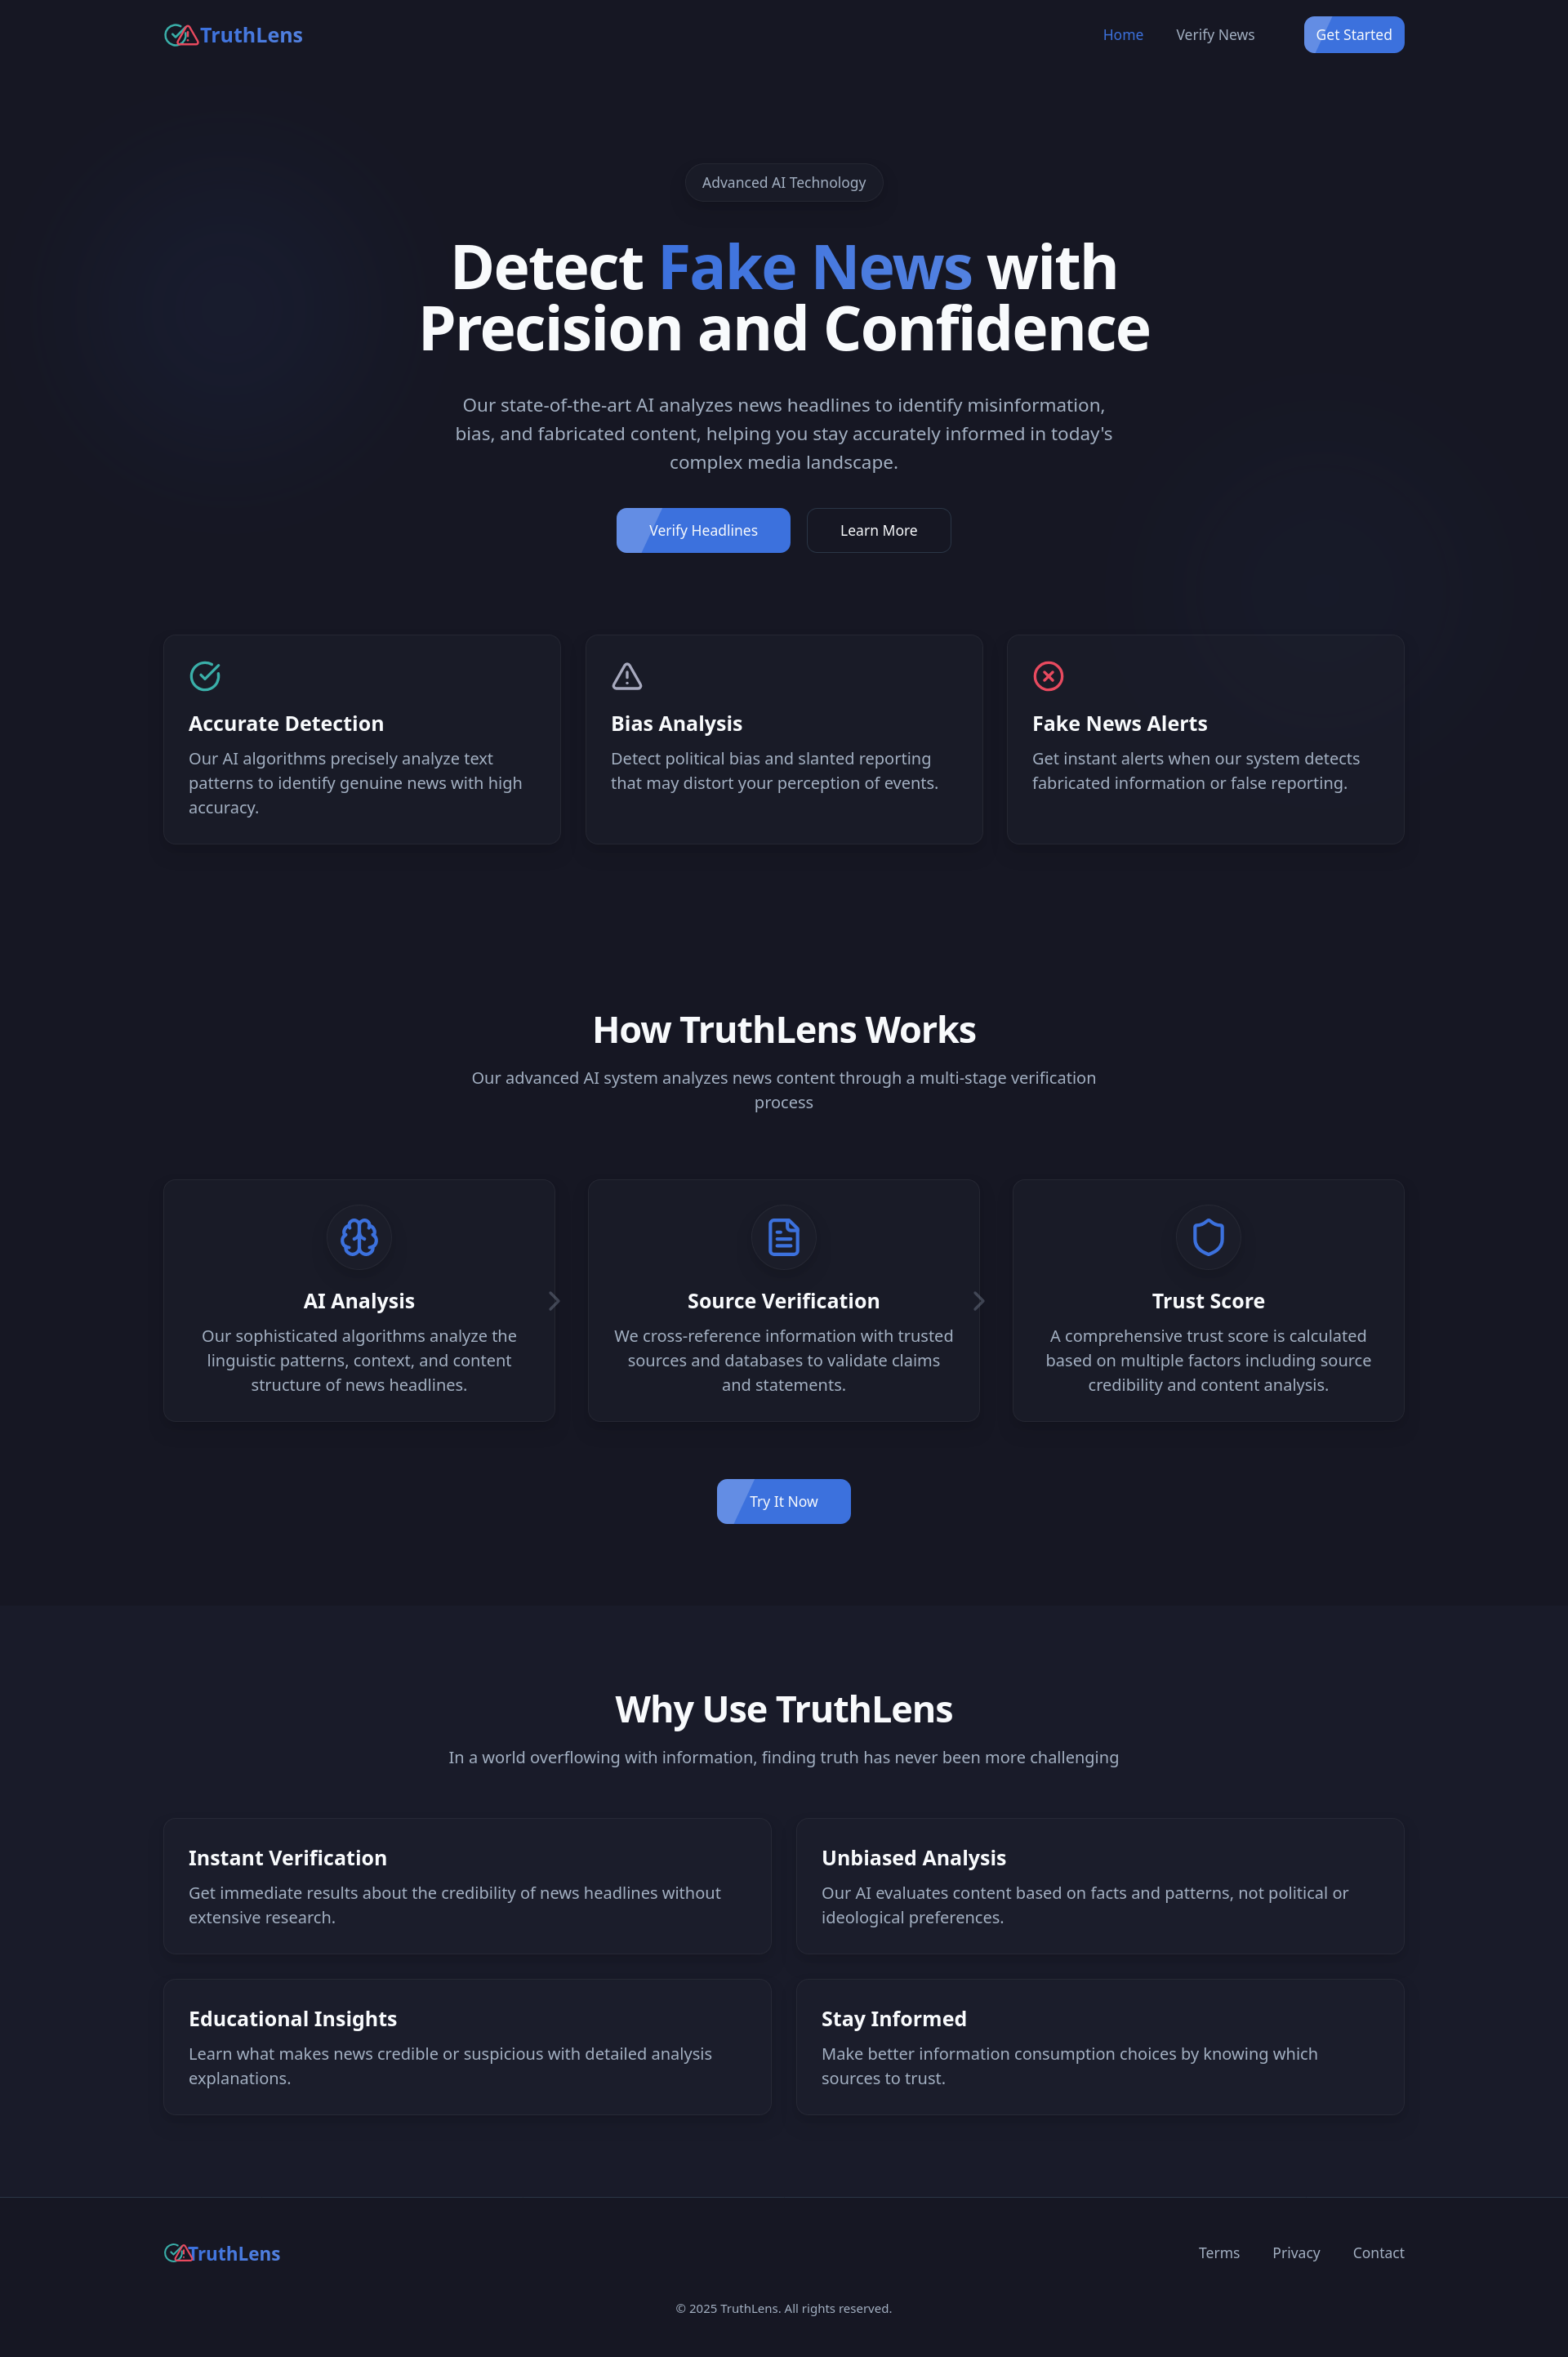 TruthLens
Home
Verify News
Get Started
Advanced AI Technology
Detect Fake News with
Precision and Confidence
Our state-of-the-art AI analyzes news headlines to identify misinformation,
bias, and fabricated content, helping you stay accurately informed in today's
complex media landscape.
Verify Headlines
Learn More
Accurate Detection
Our AI algorithms precisely analyze text
patterns to identify genuine news with high
accuracy.
Bias Analysis
Detect political bias and slanted reporting
that may distort your perception of events.
Fake News Alerts
Get instant alerts when our system detects
fabricated information or false reporting.
How TruthLens Works
Our advanced AI system analyzes news content through a multi-stage verification
process
AI Analysis
Our sophisticated algorithms analyze the
linguistic patterns, context, and content
structure of news headlines.
Source Verification
We cross-reference information with trusted
sources and databases to validate claims
and statements.
Trust Score
A comprehensive trust score is calculated
based on multiple factors including source
credibility and content analysis.
Try It Now
Why Use TruthLens
In a world overflowing with information, finding truth has never been more challenging
Instant Verification
Get immediate results about the credibility of news headlines without
extensive research.
Unbiased Analysis
Our AI evaluates content based on facts and patterns, not political or
ideological preferences.
Educational Insights
Learn what makes news credible or suspicious with detailed analysis
explanations.
Stay Informed
Make better information consumption choices by knowing which
sources to trust.
TruthLens
Terms
Privacy
Contact
© 2025 TruthLens. All rights reserved.